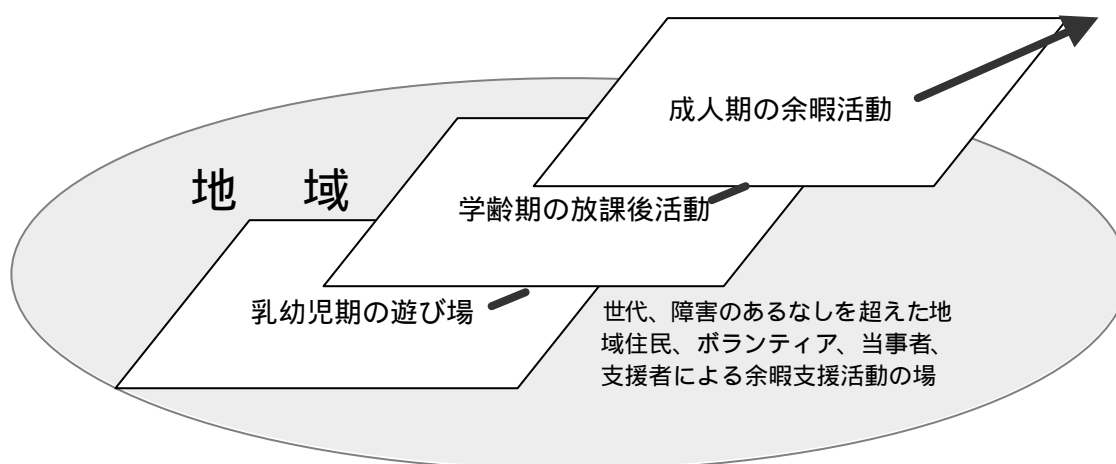 成人期の余暇活動
地 域
学齢期の放課後活動
乳幼児期の遊び場
世代、障害のあるなしを超えた地
域住民、ボランティア、当事者、
支援者による余暇支援活動の場